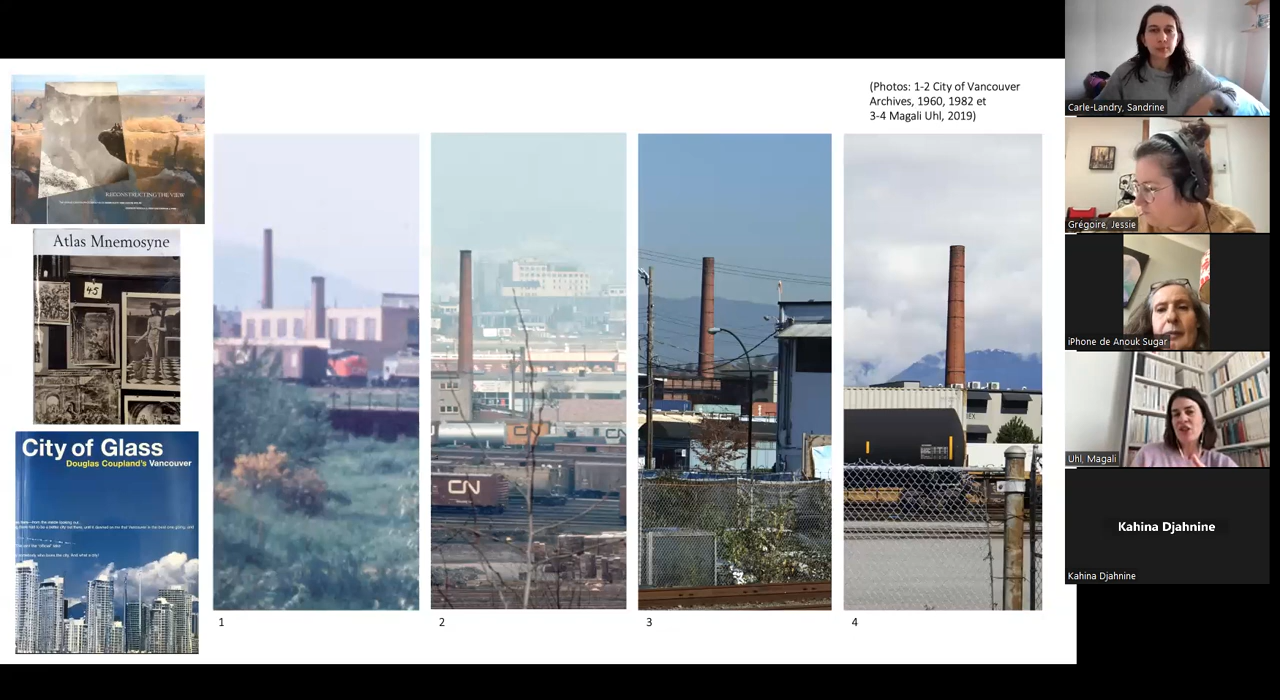 (Photos: 1-2 City of Vancouver
Archives, 1960, 1982 et
3-4 Magali Uhl, 2019)
RECONSTRUCTING THE VIEW
Atlas Mnemosyne
45
City of Glass
Douglas Coupland's Vancouver
CN
CN
CN
1
2
3
4
Carle-Landry, Sandrine
Grégoire, Jessie
iPhone de Anouk Sugar
Uhl, Magali
Kahina Djahnine
Kahina Djahnine